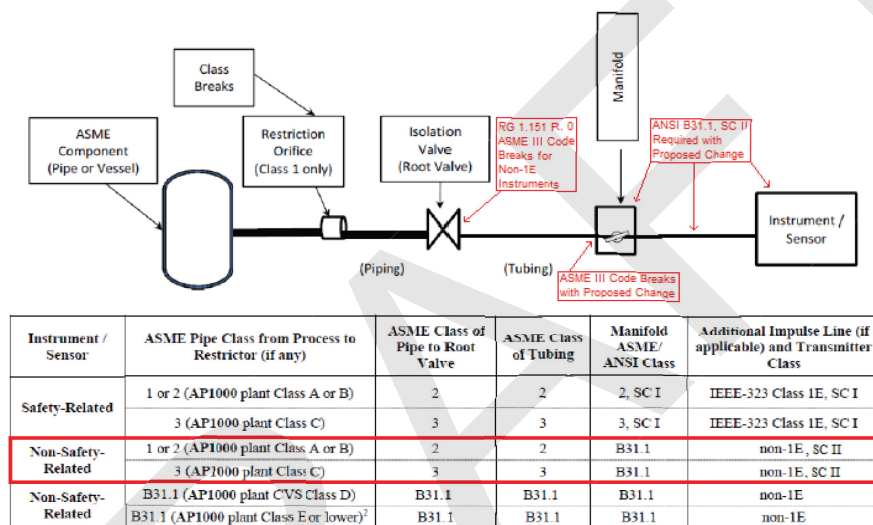 Class
Breaks
ASME
Component
(Pipe or Vessel)
Restriction
Orifice
(Class 1 only)
Isolation
Valve
(Root Valve)
RG 1.151 R. 0
ASME III Code
Breaks for
Non-1E
Instruments
Manifold
ANSI B31.1, SC II
Required with
Proposed Change
Instrument /
Sensor
(Piping)
(Tubing)
ASME III Code Breaks
with Proposed Change
Instrument / Sensor | ASME Pipe Class from Process to Restrictor (if any) | ASME Class of Pipe to Root Valve | ASME Class of Tubing | Manifold ASME/ ANSI Class | Additional Impulse Line (if applicable) and Transmitter Class
Safety-Related | 1 or 2 (AP1000 plant Class A or B) | 2 | 2 | 2, SC I | IEEE-323 Class 1E, SC I
3 (AP1000 plant Class C) | 3 | 3 | 3, SC I | IEEE-323 Class 1E, SC I
Non-Safety-Related | 1 or 2 (AP1000 plant Class A or B) | 2 | 2 | B31.1 | non-1E, SC II
3 (AP1000 plant Class C) | 3 | 3 | B31.1 | non-1E, SC II
Non-Safety-Related | B31.1 (AP1000 plant CVS Class D) | B31.1 | B31.1 | B31.1 | non-1E
B31.1 (AP1000 plant Class E or lower)2 | B31.1 | B31.1 | B31.1 | non-1E